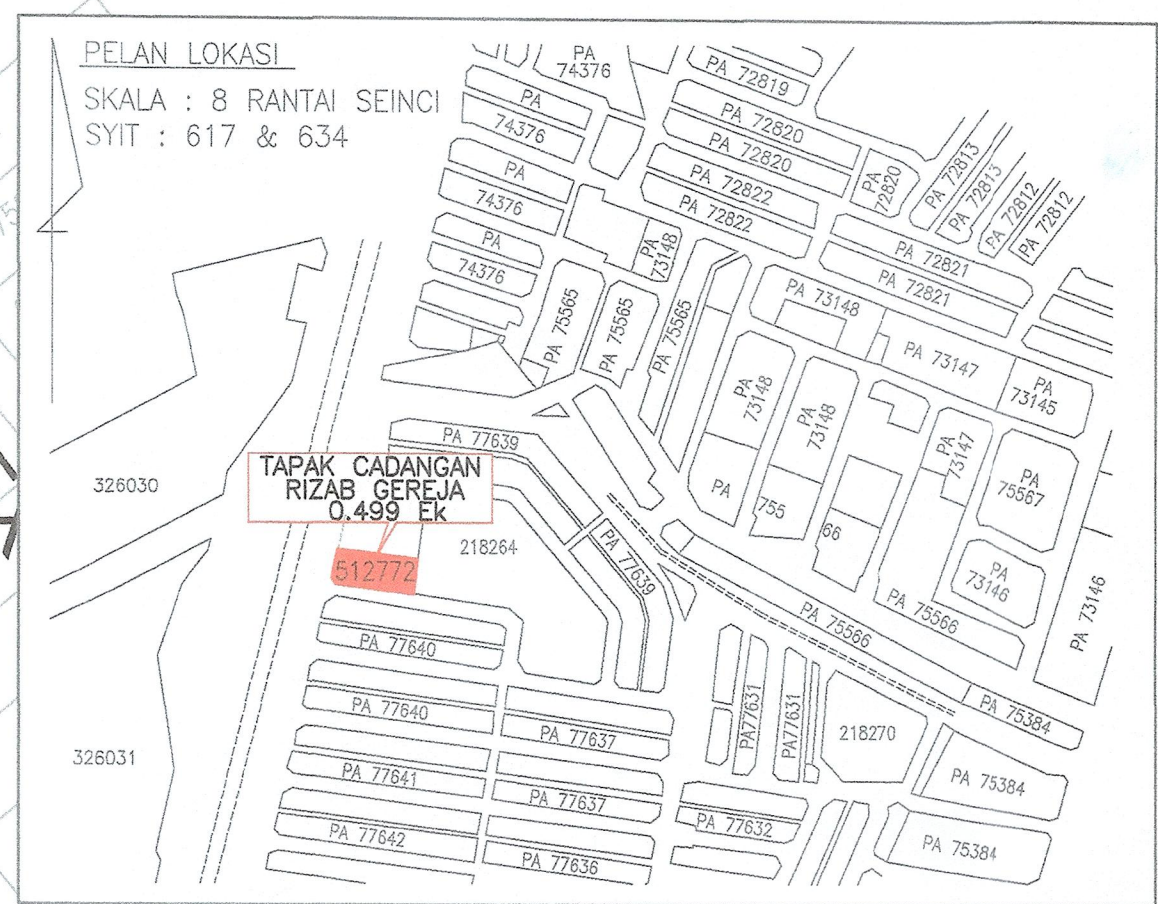 PELAN LOKASI
SKALA : 8 RANTAI SEINCI
SYIT : 617 & 634
PA
74376
PA 72819
PA
74376
PA 72820
PA 72820
PA
72820
PA 72813
PA 72813
PA 72812
PA 72812
PA
74376
PA 72822
PA 72822
PA
73148
PA 72821
PA 72821
PA
74376
PA 75565
PA 75565
PA 75565
PA 73148
PA 73147
PA
73145
PA
73148
PA
73148
PA
73147
PA
75567
PA 77639
TAPAK CADANGAN
RIZAB GEREJA
0.499 Ek
326030
218264
512772
PA
755
66
PA 77639
PA
73146
PA 73146
PA 75566
PA 75566
PA 77640
PA 77640
PA 77637
PA77631
PA77631
218270
PA 75384
326031
PA 77641
PA 77637
PA 75384
PA 77642
PA 77632
PA 77636
PA 75384